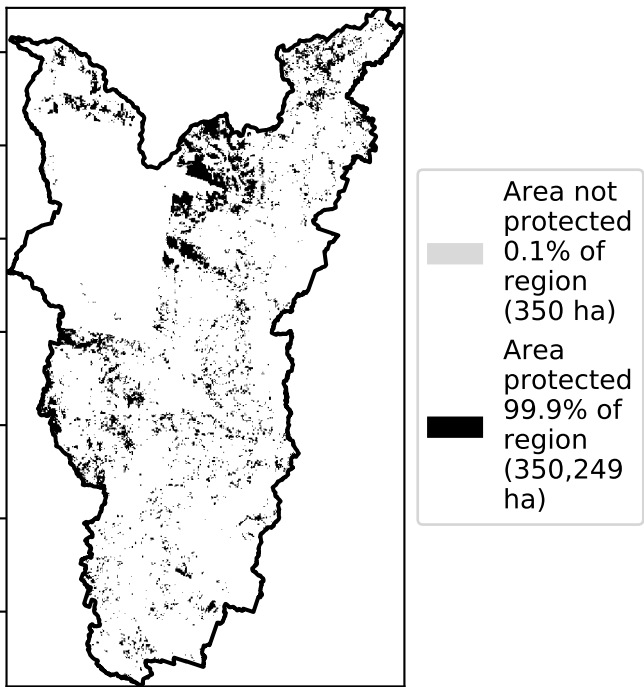 Area not
protected
0.1% of
region
(350 ha)
Area
protected
99.9% of
region
(350,249
ha)